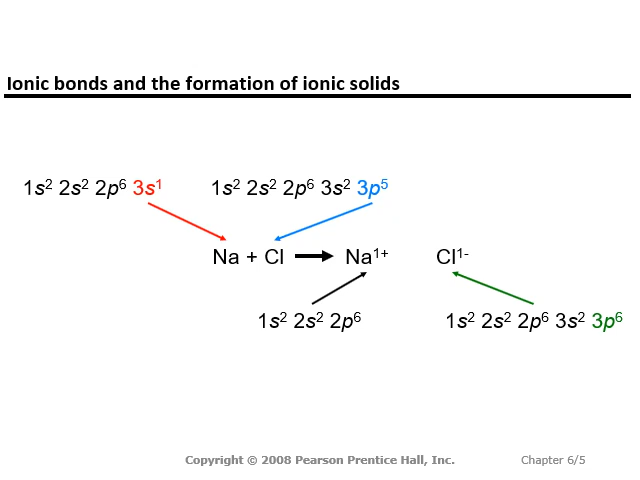 Ionic bonds and the formation of ionic solids
1s² 2s² 2p⁶ 3s¹ 1s² 2s² 2p⁶ 3s² 3p⁵
Na + Cl Na¹⁺ Cl¹⁻
1s² 2s² 2p⁶ 1s² 2s² 2p⁶ 3s² 3p⁶
Copyright © 2008 Pearson Prentice Hall, Inc. Chapter 6/5